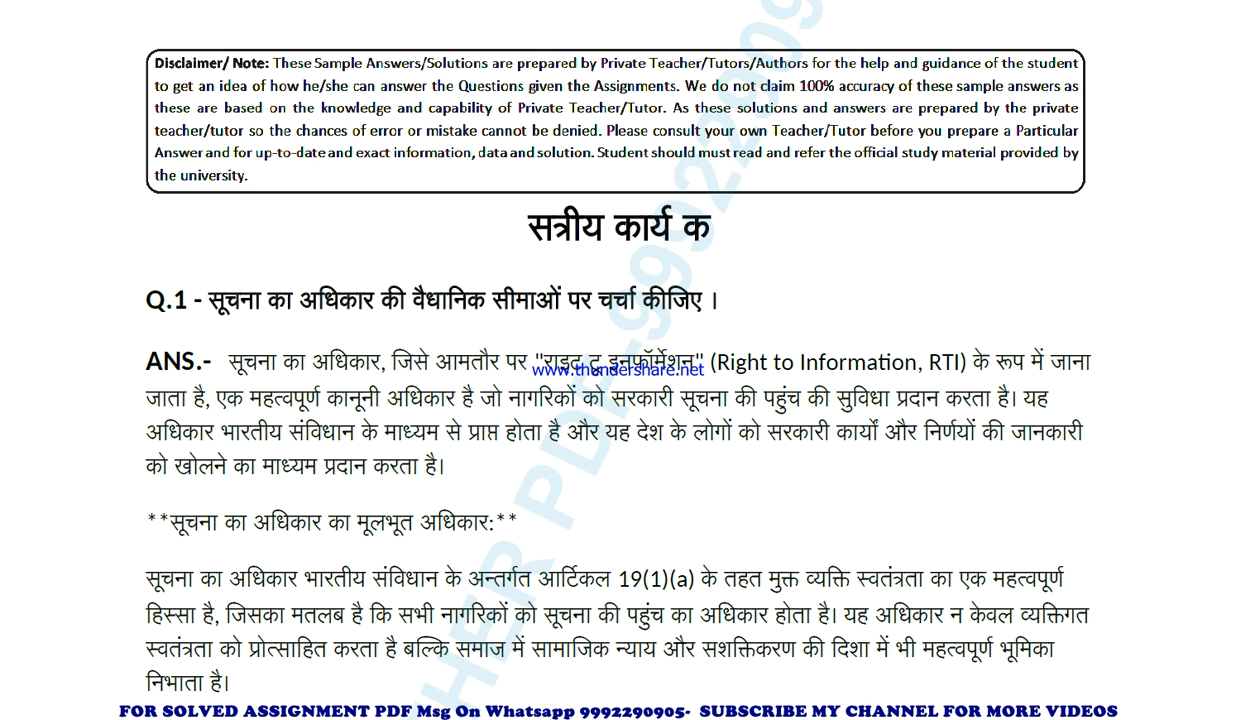 Disclaimer/ Note: These Sample Answers/Solutions are prepared by Private Teacher/Tutors/Authors for the help and guidance of the student
to get an idea of how he/she can answer the Questions given the Assignments. We do not claim 100% accuracy of these sample answers as
these are based on the knowledge and capability of Private Teacher/Tutor. As these solutions and answers are prepared by the private
teacher/tutor so the chances of error or mistake cannot be denied. Please consult your own Teacher/Tutor before you prepare a Particular
Answer and for up-to-date and exact information, data and solution. Student should must read and refer the official study material provided by
the university.
सत्रीय कार्य क
Q.1 - सूचना का अधिकार की वैधानिक सीमाओं पर चर्चा कीजिए ।
ANS.- सूचना का अधिकार, जिसे आमतौर पर "राइट टू इनफॉर्मेशन" (Right to Information, RTI) के रूप में जाना
www.thundershare.net
जाता है, एक महत्वपूर्ण कानूनी अधिकार है जो नागरिकों को सरकारी सूचना की पहुंच की सुविधा प्रदान करता है। यह
अधिकार भारतीय संविधान के माध्यम से प्राप्त होता है और यह देश के लोगों को सरकारी कार्यों और निर्णयों की जानकारी
को खोलने का माध्यम प्रदान करता है।
**सूचना का अधिकार का मूलभूत अधिकार:**
सूचना का अधिकार भारतीय संविधान के अन्तर्गत आर्टिकल 19(1)(a) के तहत मुक्त व्यक्ति स्वतंत्रता का एक महत्वपूर्ण
हिस्सा है, जिसका मतलब है कि सभी नागरिकों को सूचना की पहुंच का अधिकार होता है। यह अधिकार न केवल व्यक्तिगत
स्वतंत्रता को प्रोत्साहित करता है बल्कि समाज में सामाजिक न्याय और सशक्तिकरण की दिशा में भी महत्वपूर्ण भूमिका
निभाता है।
HER PDF-99922909
FOR SOLVED ASSIGNMENT PDF Msg On Whatsapp 9992290905- SUBSCRIBE MY CHANNEL FOR MORE VIDEOS